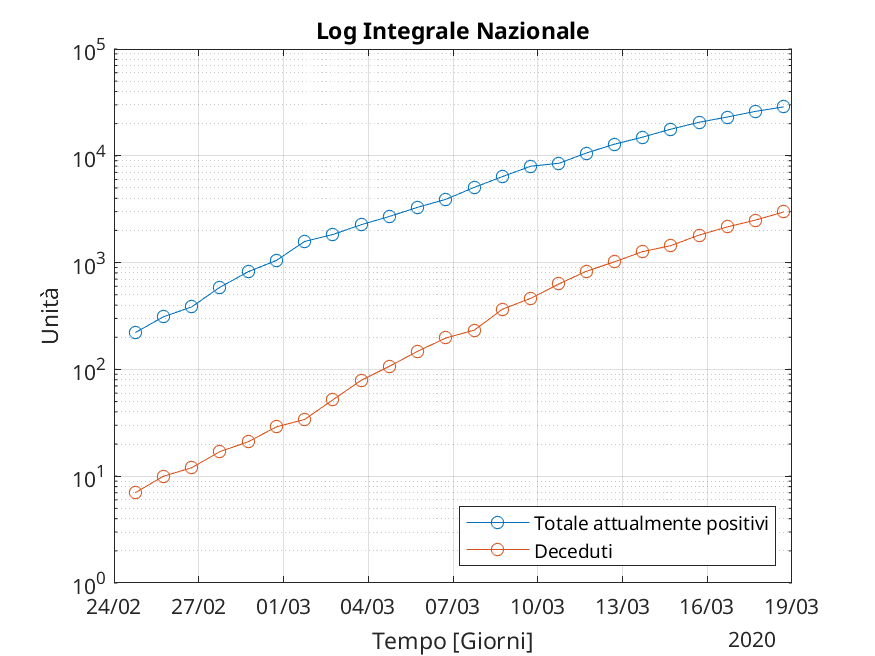 Log Integrale Nazionale
10^5
10^4
10^3
10^2
10^1
10^0
Unità
Totale attualmente positivi
Deceduti
24/02 27/02 01/03 04/03 07/03 10/03 13/03 16/03 19/03
Tempo [Giorni]
2020